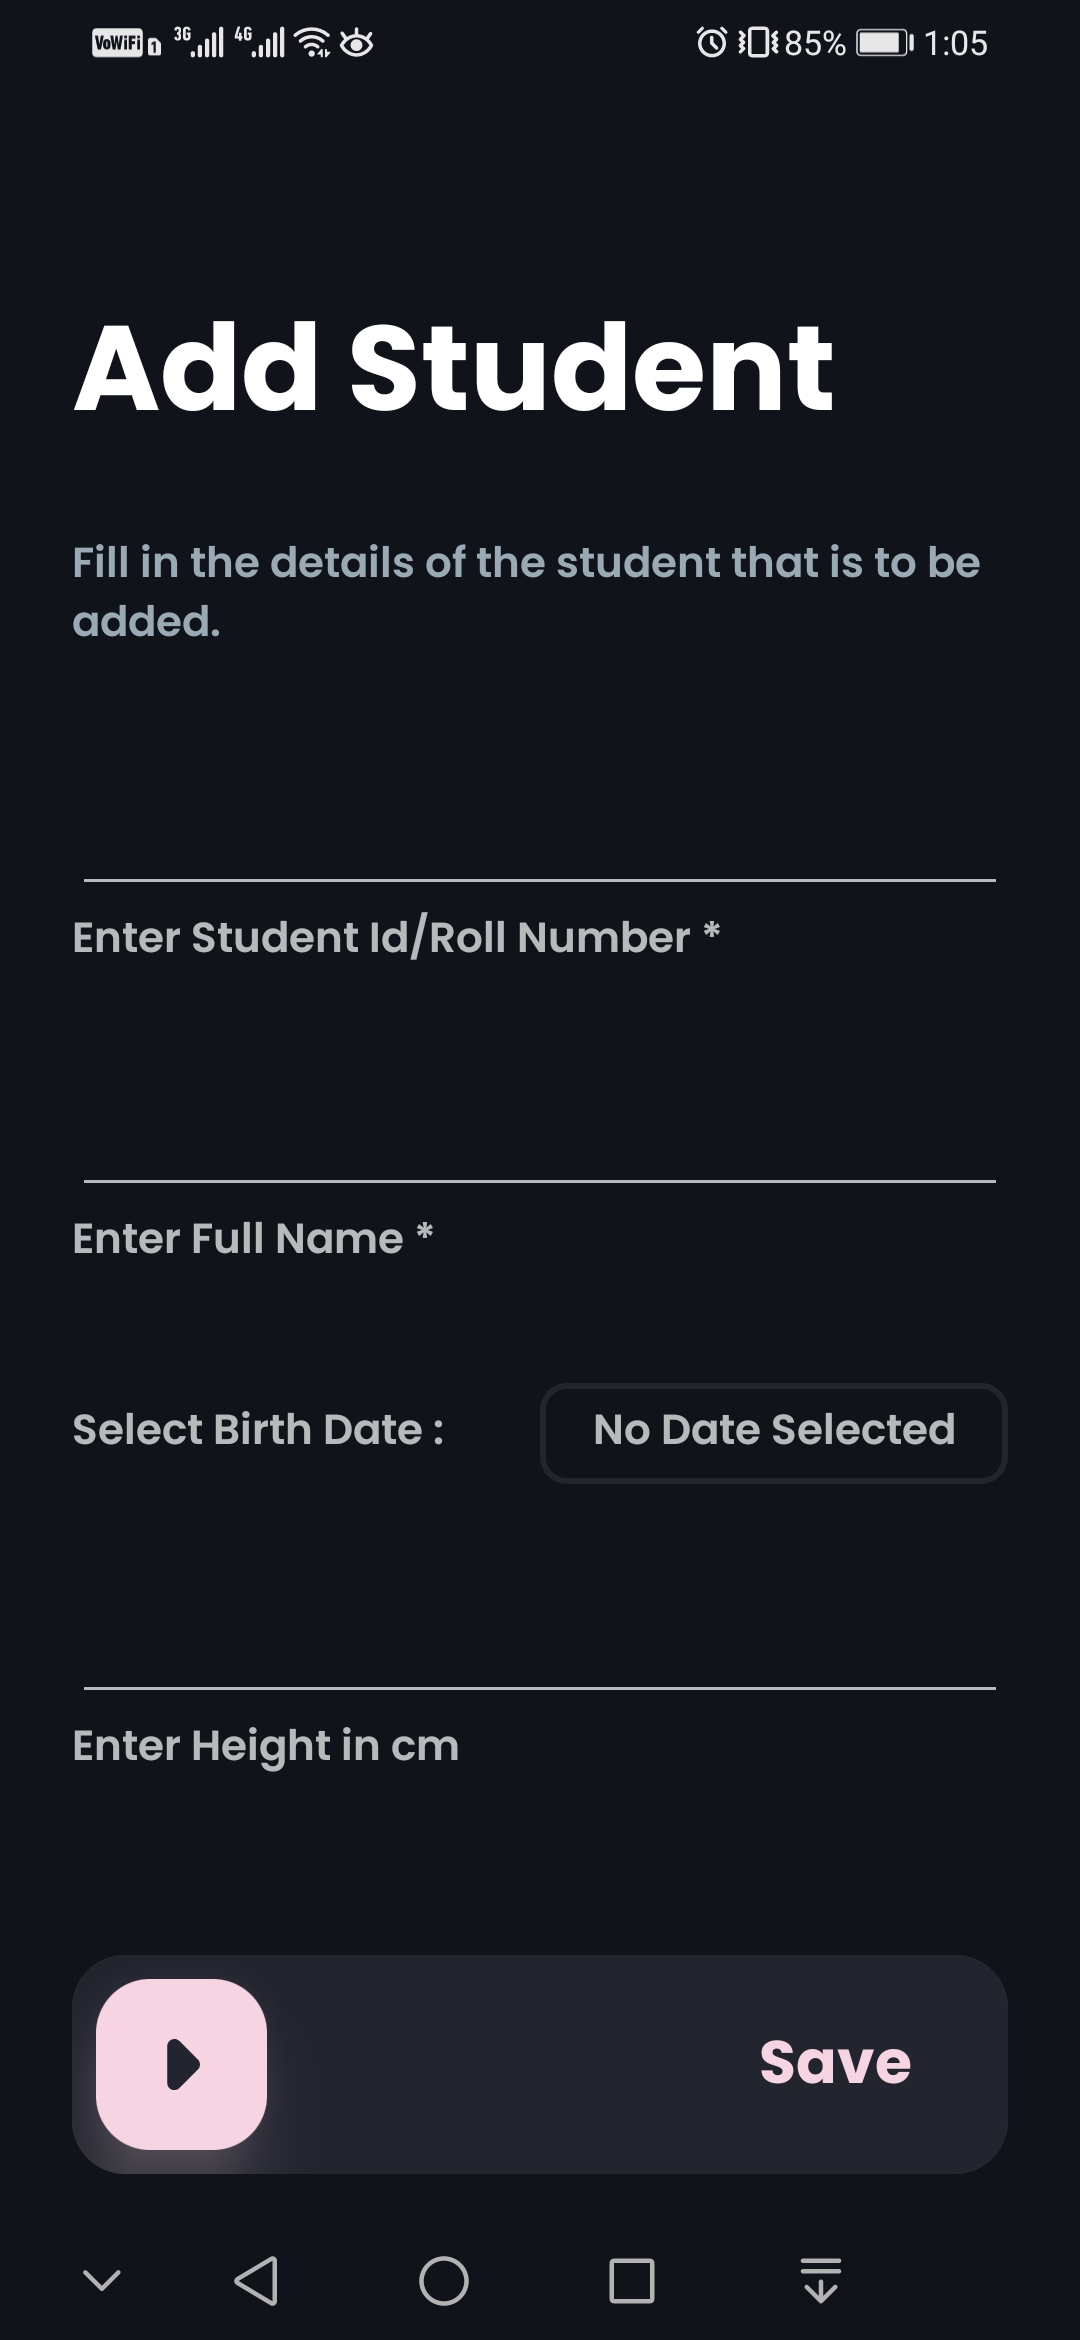 VoWiFi 1 3G 4G 85% 1:05
Add Student
Fill in the details of the student that is to be
added.
Enter Student Id/Roll Number *
Enter Full Name *
Select Birth Date : No Date Selected
Enter Height in cm
Save